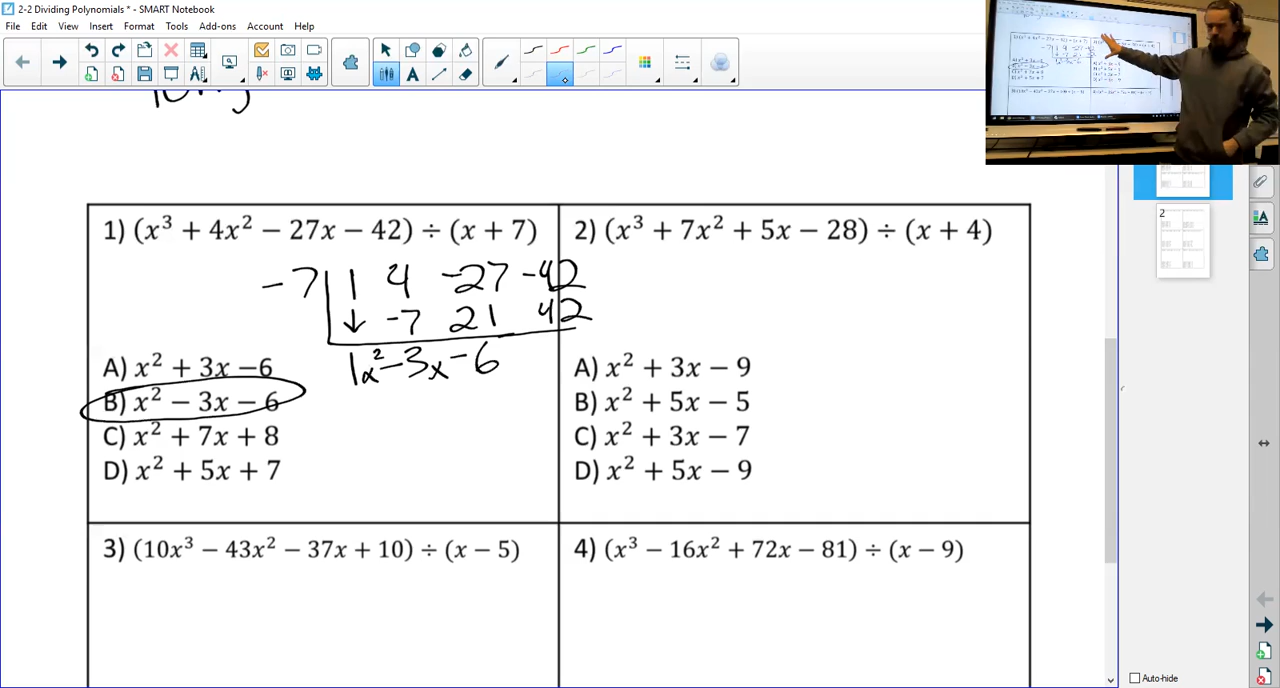 2-2 Dividing Polynomials * - SMART Notebook
File Edit View Insert Format Tools Add-ons Account Help
long
1) (x³ + 4x² − 27x − 42) ÷ (x + 7)
-7 1 4 -27 -42
↓ -7 21 42
1x² -3x -6
A) x² + 3x −6
B) x² − 3x − 6
C) x² + 7x + 8
D) x² + 5x + 7
2) (x³ + 7x² + 5x − 28) ÷ (x + 4)
A) x² + 3x − 9
B) x² + 5x − 5
C) x² + 3x − 7
D) x² + 5x − 9
3) (10x³ − 43x² − 37x + 10) ÷ (x − 5)
4) (x³ − 16x² + 72x − 81) ÷ (x − 9)
2
Auto-hide